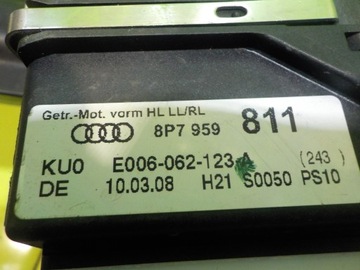 Getr.-Mot. vorm HL LL/RL
8P7 959 811
KU0 E006-062-123 A (243)
DE 10.03.08 H21 S0050 PS10